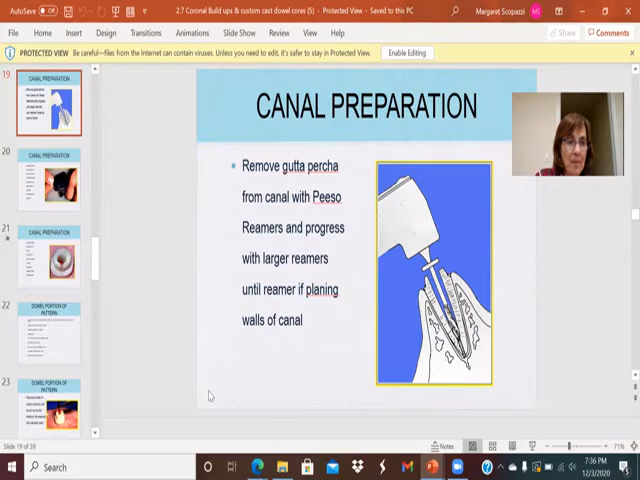 AutoSave
Off
2.7 Coronal Build ups & custom cast dowel cores (5) - Protected View - Saved to this PC
Margaret Scopazzi
MS
File
Home
Insert
Design
Transitions
Animations
Slide Show
Review
View
Help
Share
Comments
PROTECTED VIEW
Be careful—files from the Internet can contain viruses. Unless you need to edit, it's safer to stay in Protected View.
Enable Editing
19
CANAL PREPARATION
20
CANAL PREPARATION
21
CANAL PREPARATION
22
DOWEL PORTION OF
PATTERN
23
DOWEL PORTION OF
PATTERN
CANAL PREPARATION
• Remove gutta percha
from canal with Peeso
Reamers and progress
with larger reamers
until reamer if planing
walls of canal
Slide 19 of 39
Notes
71%
Search
7:36 PM
12/3/2020